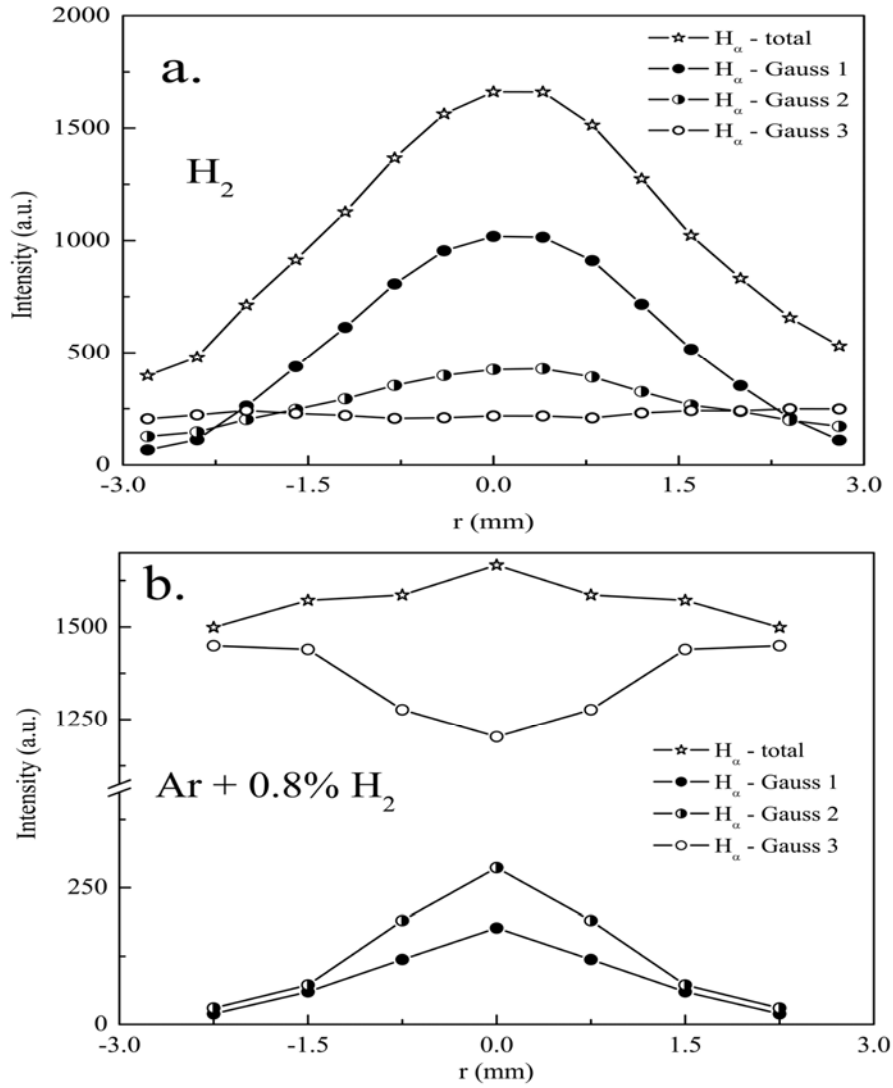 a.
H₂
Hα - total
Hα - Gauss 1
Hα - Gauss 2
Hα - Gauss 3
2000
1500
1000
500
0
Intensity (a.u.)
-3.0 -1.5 0.0 1.5 3.0
r (mm)
b.
1500
1250
250
0
Intensity (a.u.)
Ar + 0.8% H₂
Hα - total
Hα - Gauss 1
Hα - Gauss 2
Hα - Gauss 3
-3.0 -1.5 0.0 1.5 3.0
r (mm)